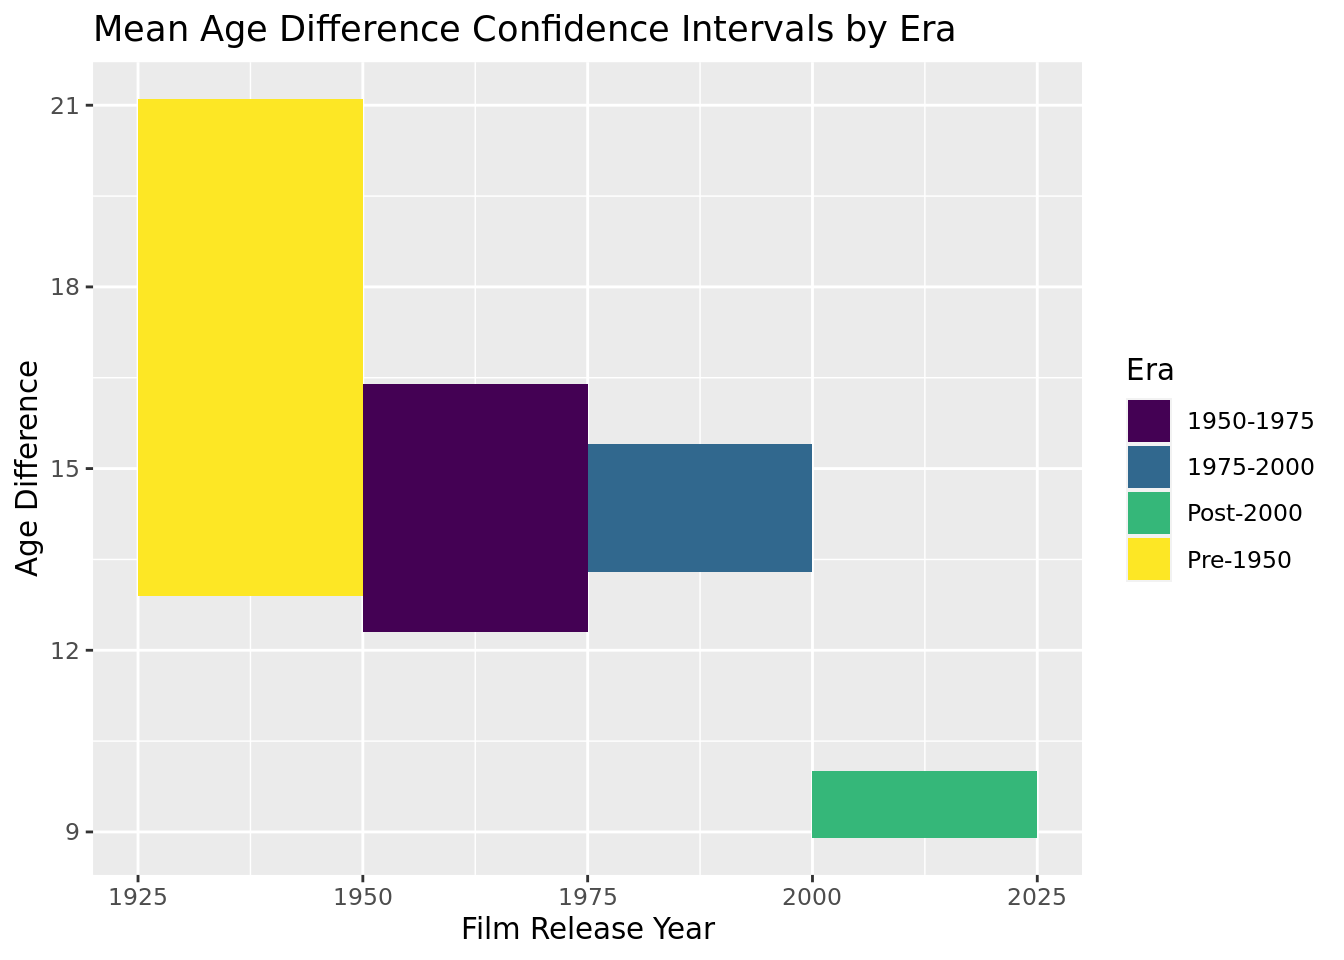 Mean Age Difference Confidence Intervals by Era
21
18
15
12
9
Age Difference
1925 1950 1975 2000 2025
Film Release Year
Era
1950-1975
1975-2000
Post-2000
Pre-1950